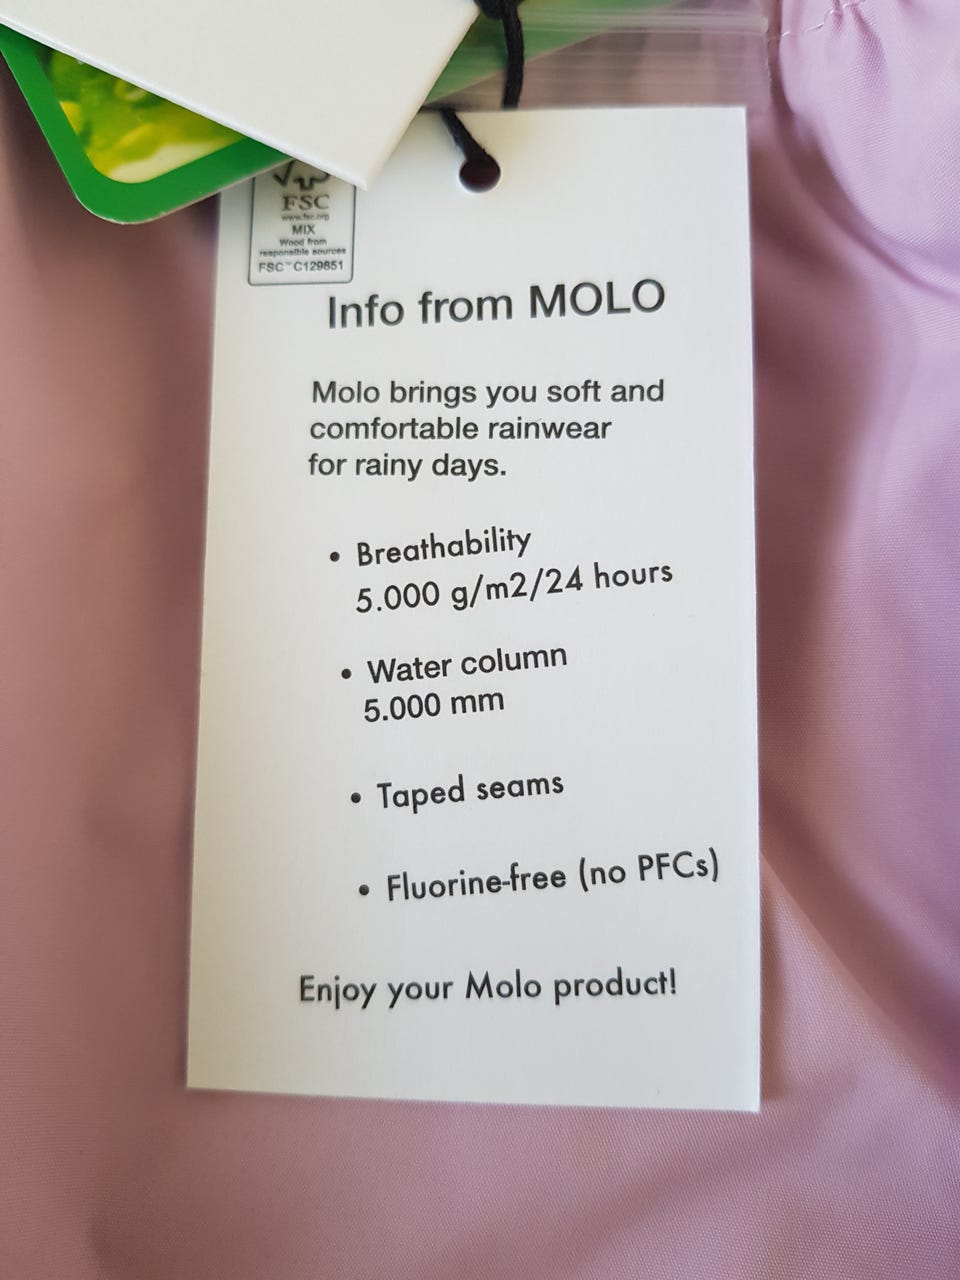 FSC
www.fsc.org
MIX
Wood from
responsible sources
FSC™ C129851
Info from MOLO
Molo brings you soft and
comfortable rainwear
for rainy days.
• Breathability
5.000 g/m2/24 hours
• Water column
5.000 mm
• Taped seams
• Fluorine-free (no PFCs)
Enjoy your Molo product!